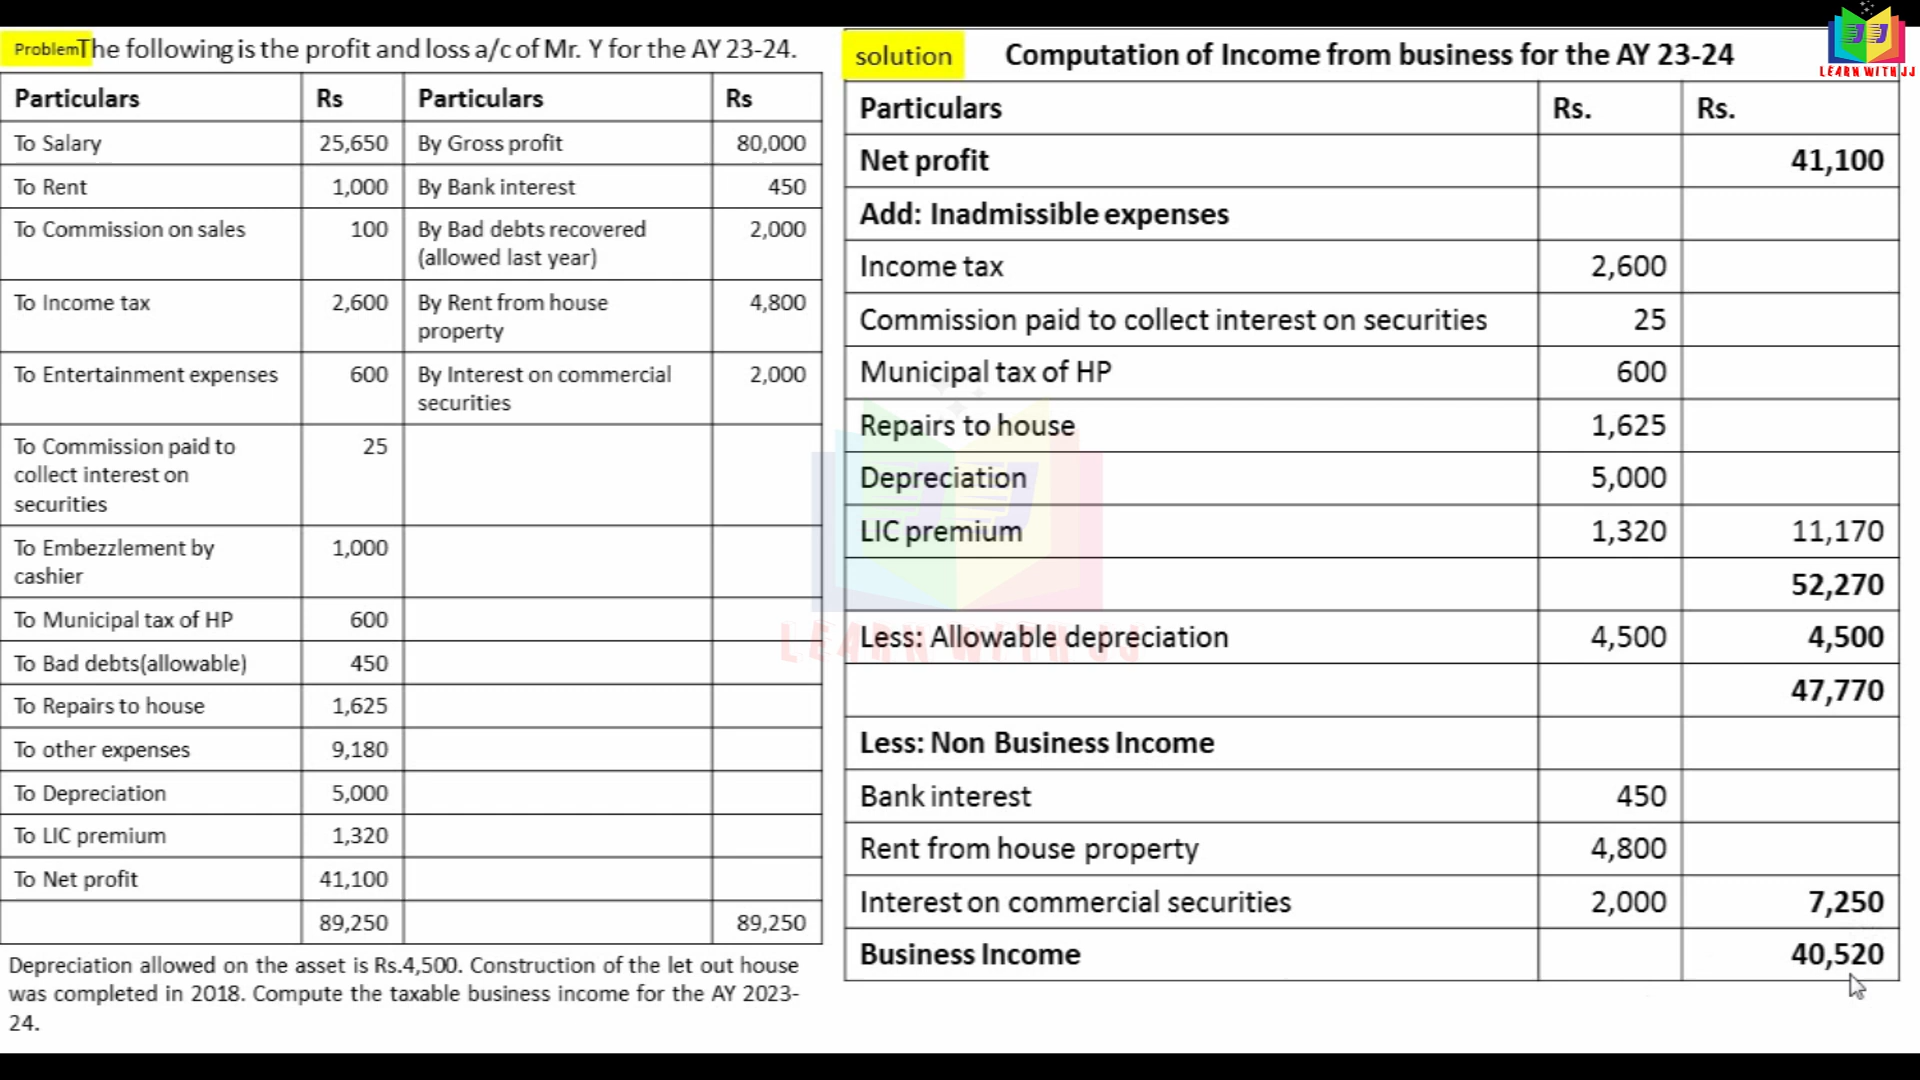 Problem The following is the profit and loss a/c of Mr. Y for the AY 23-24.
Particulars Rs Particulars Rs
To Salary 25,650 By Gross profit 80,000
To Rent 1,000 By Bank interest 450
To Commission on sales 100 By Bad debts recovered 2,000
(allowed last year)
To Income tax 2,600 By Rent from house 4,800
property
To Entertainment expenses 600 By Interest on commercial 2,000
securities
To Commission paid to 25
collect interest on
securities
To Embezzlement by 1,000
cashier
To Municipal tax of HP 600
To Bad debts(allowable) 450
To Repairs to house 1,625
To other expenses 9,180
To Depreciation 5,000
To LIC premium 1,320
To Net profit 41,100
89,250 89,250
Depreciation allowed on the asset is Rs.4,500. Construction of the let out house
was completed in 2018. Compute the taxable business income for the AY 2023-
24.
solution Computation of Income from business for the AY 23-24
Particulars Rs. Rs.
Net profit 41,100
Add: Inadmissible expenses
Income tax 2,600
Commission paid to collect interest on securities 25
Municipal tax of HP 600
Repairs to house 1,625
Depreciation 5,000
LIC premium 1,320 11,170
52,270
Less: Allowable depreciation 4,500 4,500
47,770
Less: Non Business Income
Bank interest 450
Rent from house property 4,800
Interest on commercial securities 2,000 7,250
Business Income 40,520
JJ
LEARN WITH JJ
LEARN WITH JJ